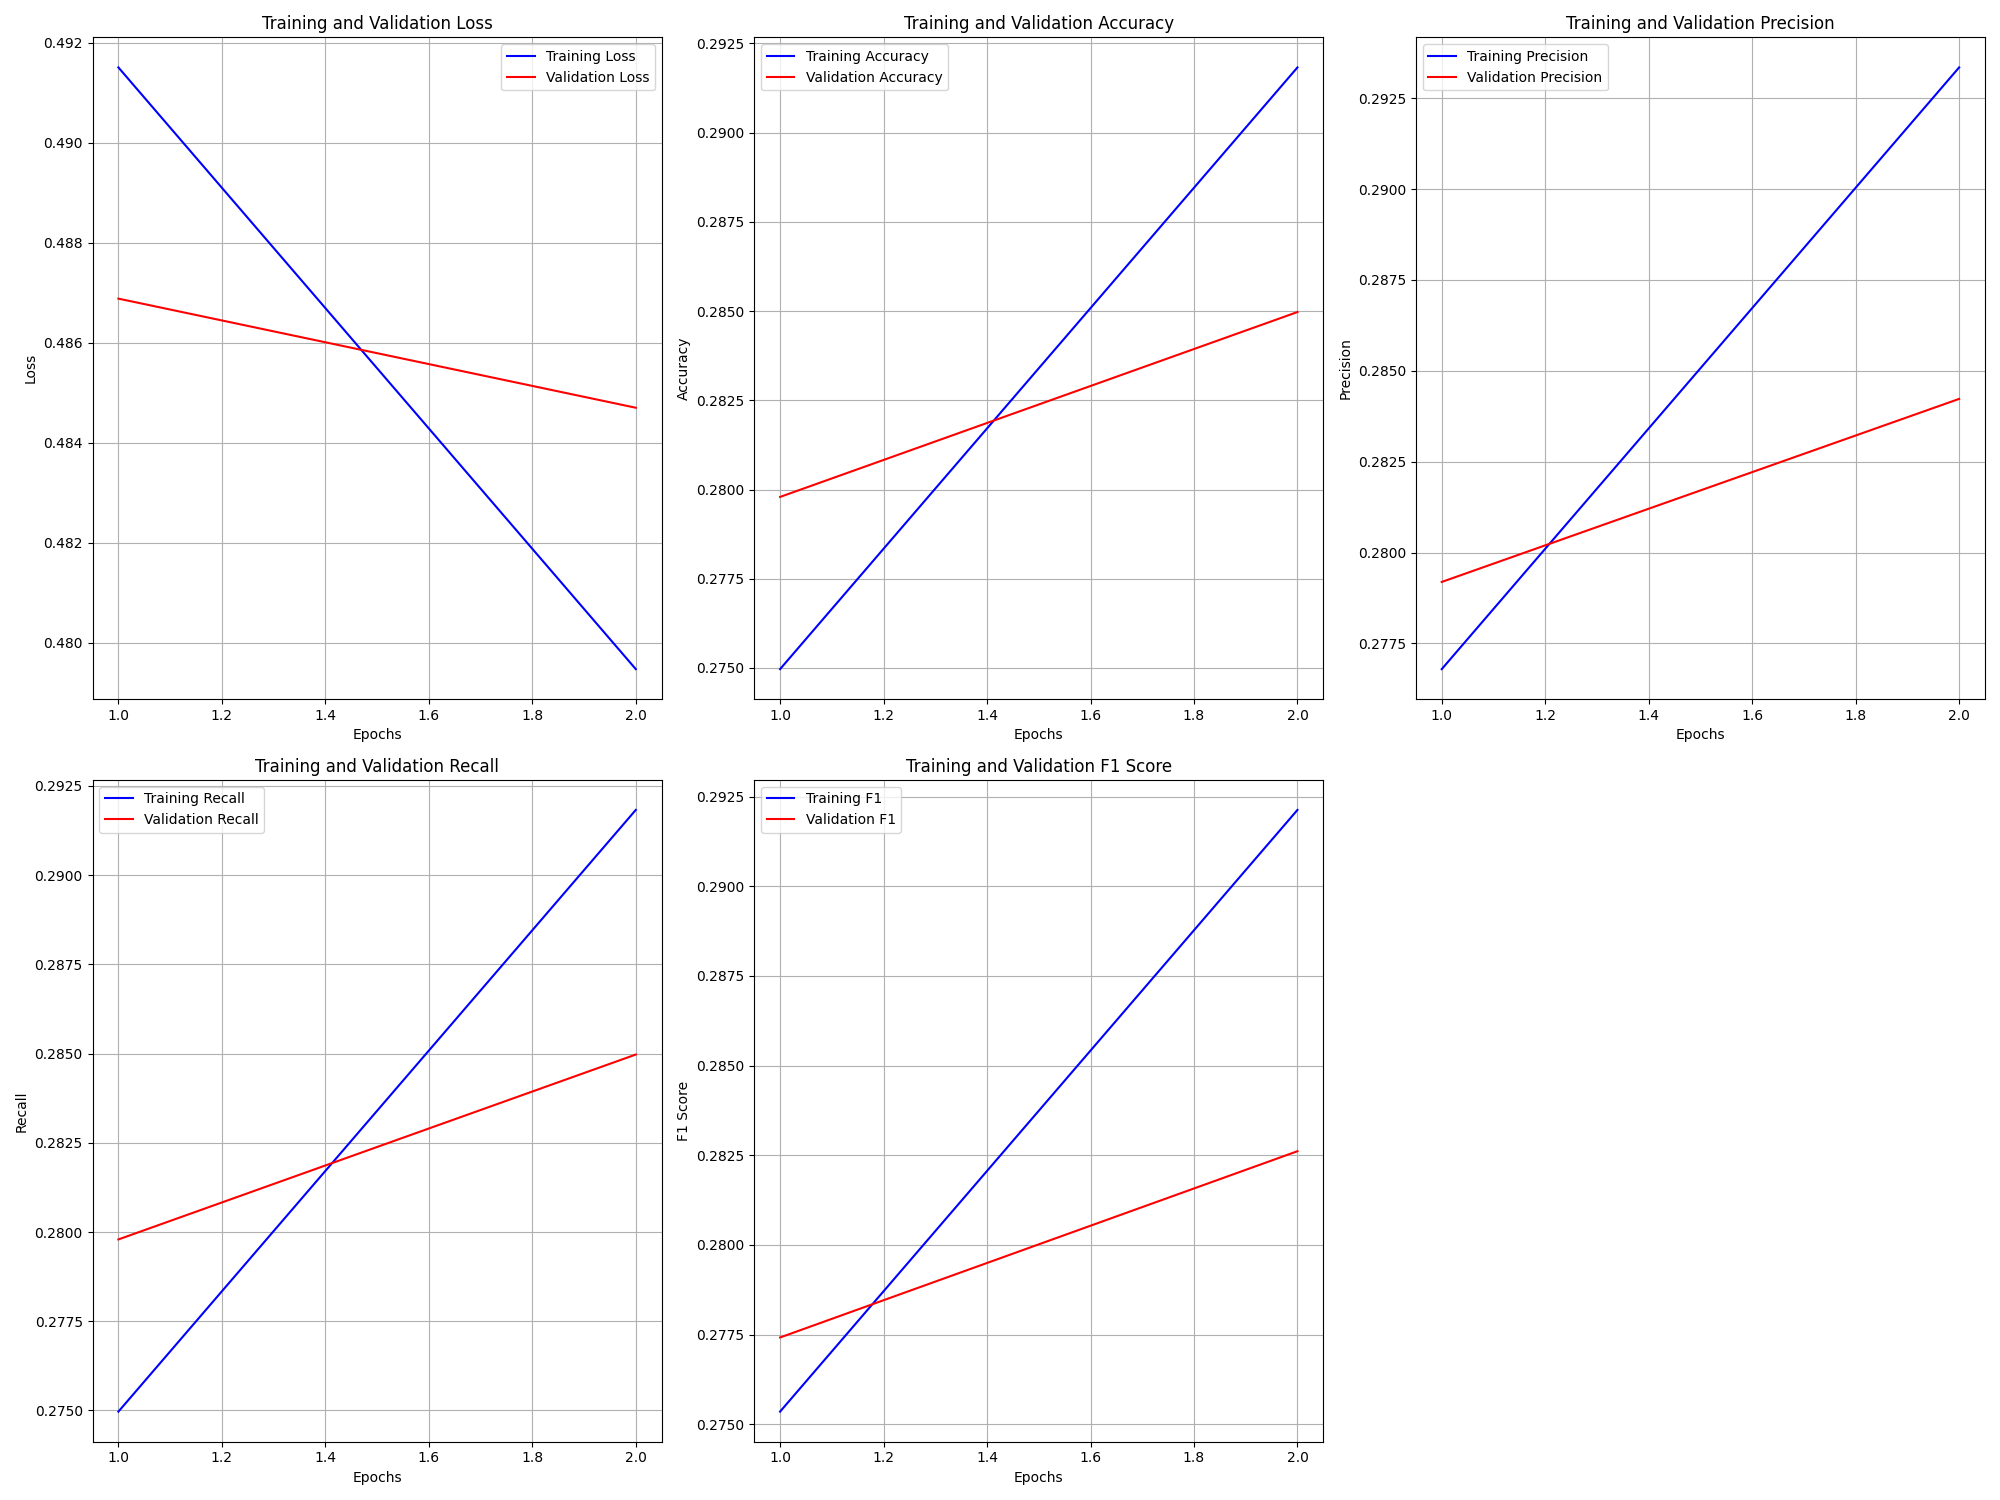 Training and Validation Loss
Training Loss
Validation Loss
0.492
0.490
0.488
0.486
0.484
0.482
0.480
Loss
1.0 1.2 1.4 1.6 1.8 2.0
Epochs
Training and Validation Accuracy
Training Accuracy
Validation Accuracy
0.2925
0.2900
0.2875
0.2850
0.2825
0.2800
0.2775
0.2750
Accuracy
1.0 1.2 1.4 1.6 1.8 2.0
Epochs
Training and Validation Precision
Training Precision
Validation Precision
0.2925
0.2900
0.2875
0.2850
0.2825
0.2800
0.2775
Precision
1.0 1.2 1.4 1.6 1.8 2.0
Epochs
Training and Validation Recall
Training Recall
Validation Recall
0.2925
0.2900
0.2875
0.2850
0.2825
0.2800
0.2775
0.2750
Recall
1.0 1.2 1.4 1.6 1.8 2.0
Epochs
Training and Validation F1 Score
Training F1
Validation F1
0.2925
0.2900
0.2875
0.2850
0.2825
0.2800
0.2775
0.2750
F1 Score
1.0 1.2 1.4 1.6 1.8 2.0
Epochs